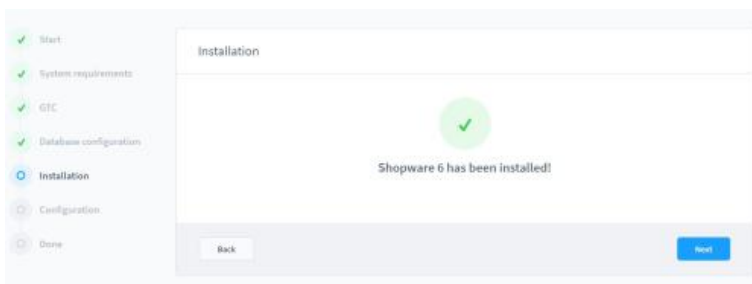 Start
System requirements
GTC
Database configuration
Installation
Configuration
Done
Installation
Shopware 6 has been installed!
Back
Next